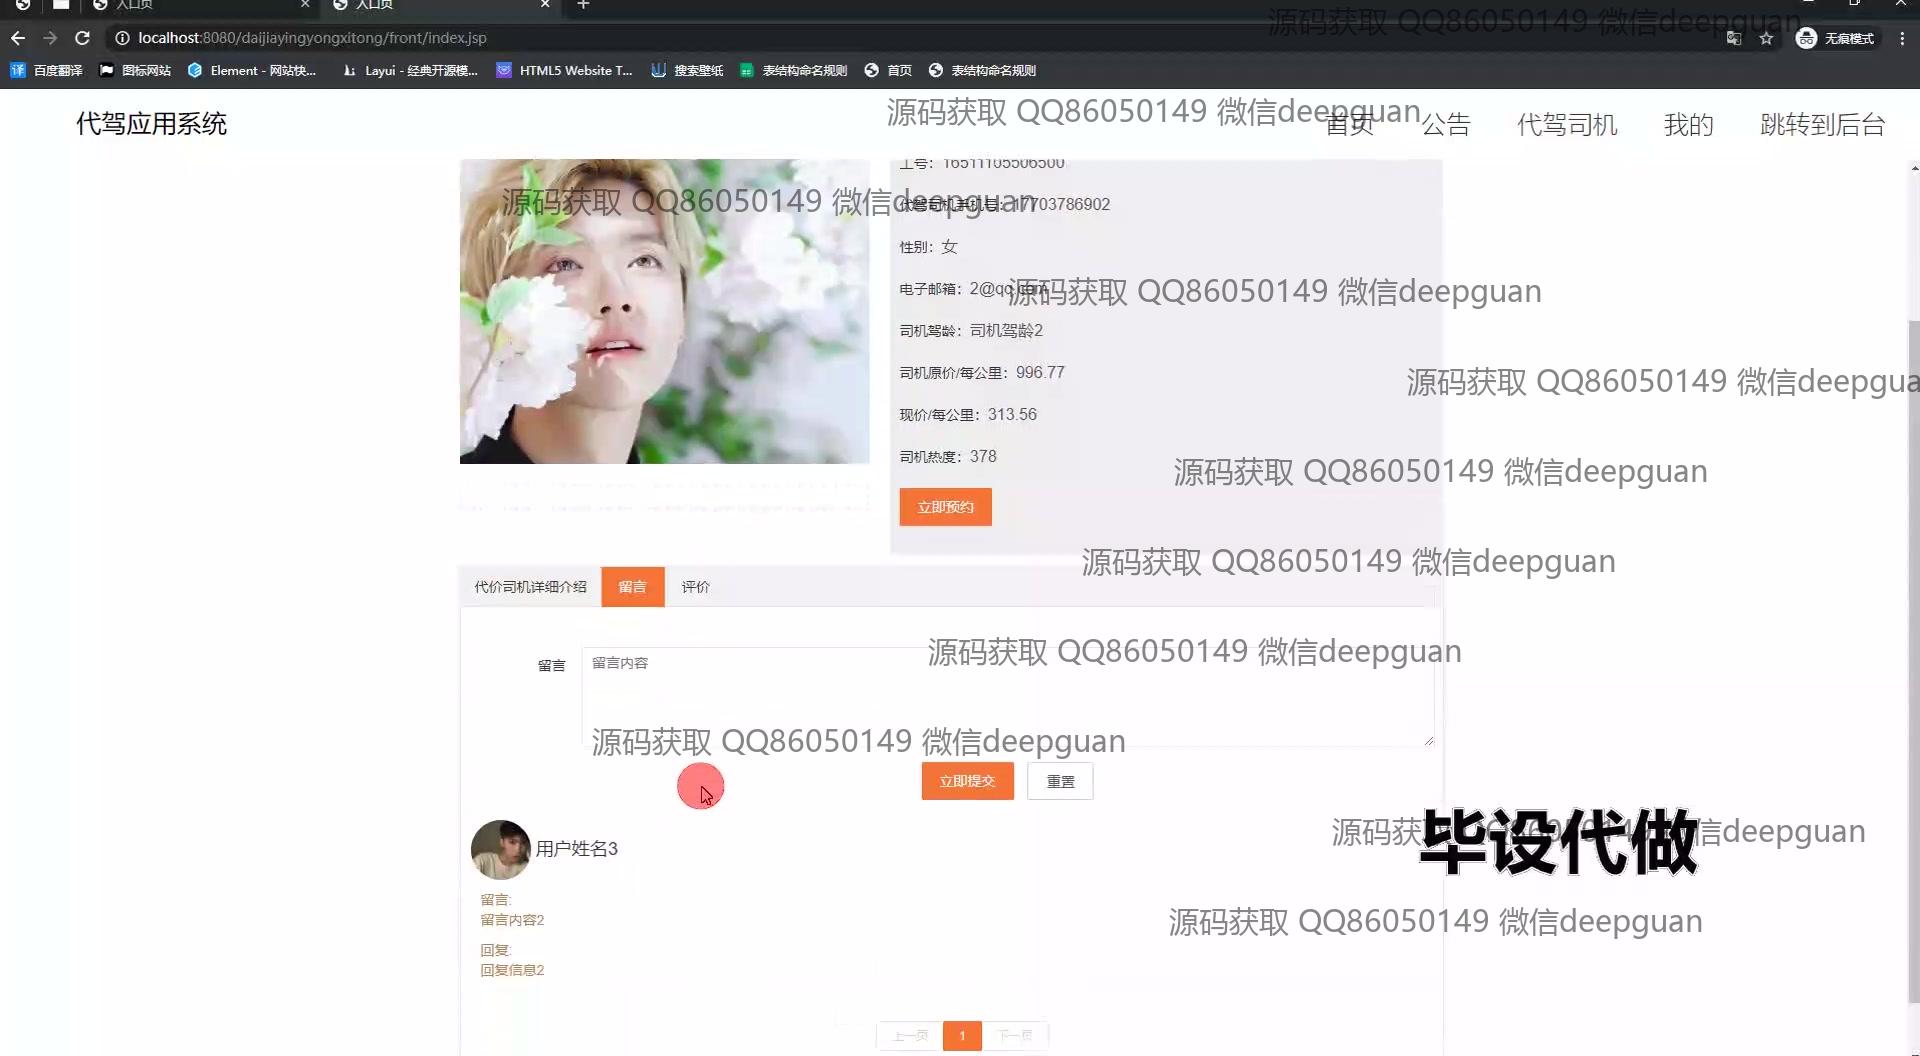 入口页
入口页
localhost:8080/daijiayingyongxitong/front/index.jsp
无痕模式
百度翻译
图标网站
Element - 网站快...
Layui - 经典开源模...
HTML5 Website T...
搜索壁纸
表结构命名规则
首页
表结构命名规则
源码获取 QQ86050149 微信deepguan
代驾应用系统
源码获取 QQ86050149 微信deepguan
首页
公告
代驾司机
我的
跳转到后台
工号：16511105506500
源码获取 QQ86050149 微信deepguan
代驾司机手机号：17703786902
性别：女
电子邮箱：2@qq.com
源码获取 QQ86050149 微信deepguan
司机驾龄：司机驾龄2
司机原价/每公里：996.77
源码获取 QQ86050149 微信deepgua
现价/每公里：313.56
司机热度：378
源码获取 QQ86050149 微信deepguan
立即预约
源码获取 QQ86050149 微信deepguan
代价司机详细介绍
留言
评价
源码获取 QQ86050149 微信deepguan
留言
留言内容
源码获取 QQ86050149 微信deepguan
立即提交
重置
源码获取 QQ86050149 微信deepguan
毕设代做
用户姓名3
留言:
留言内容2
源码获取 QQ86050149 微信deepguan
回复:
回复信息2
上一页
1
下一页